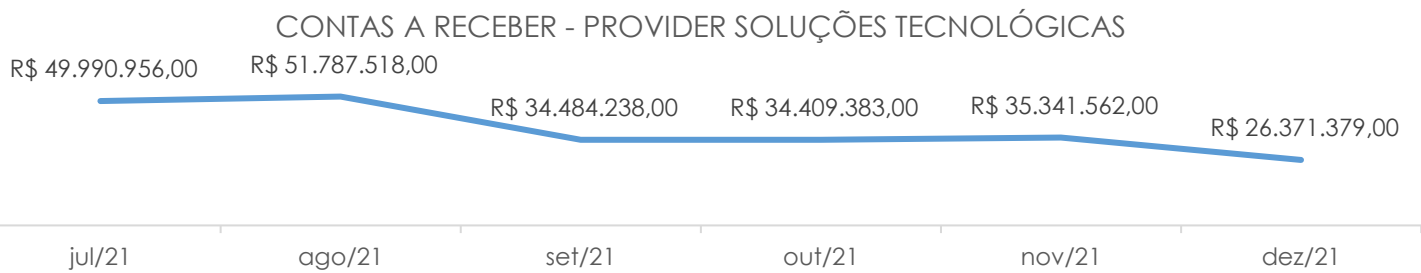 CONTAS A RECEBER - PROVIDER SOLUÇÕES TECNOLÓGICAS
R$ 49.990.956,00 R$ 51.787.518,00
R$ 34.484.238,00 R$ 34.409.383,00 R$ 35.341.562,00
R$ 26.371.379,00
jul/21 ago/21 set/21 out/21 nov/21 dez/21